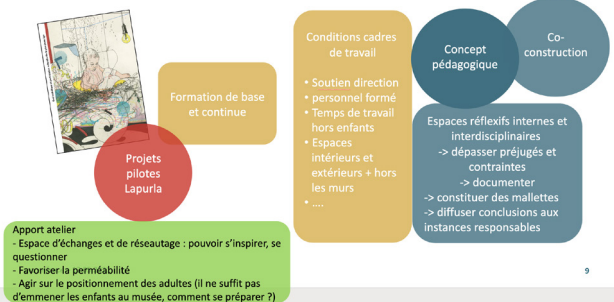 Formation de base
et continue
Projets
pilotes
Lapurla
Apport atelier
- Espace d'échanges et de réseautage : pouvoir s'inspirer, se
questionner
- Favoriser la perméabilité
- Agir sur le positionnement des adultes (il ne suffit pas
d'emmener les enfants au musée, comment se préparer ?)
Conditions cadres
de travail
• Soutien direction
• personnel formé
• Temps de travail
hors enfants
• Espaces
intérieurs et
extérieurs + hors
les murs
• ....
Concept
pédagogique
Co-
construction
Espaces réflexifs internes et
interdisciplinaires
-> dépasser préjugés et
contraintes
-> documenter
-> constituer des mallettes
-> diffuser conclusions aux
instances responsables
9